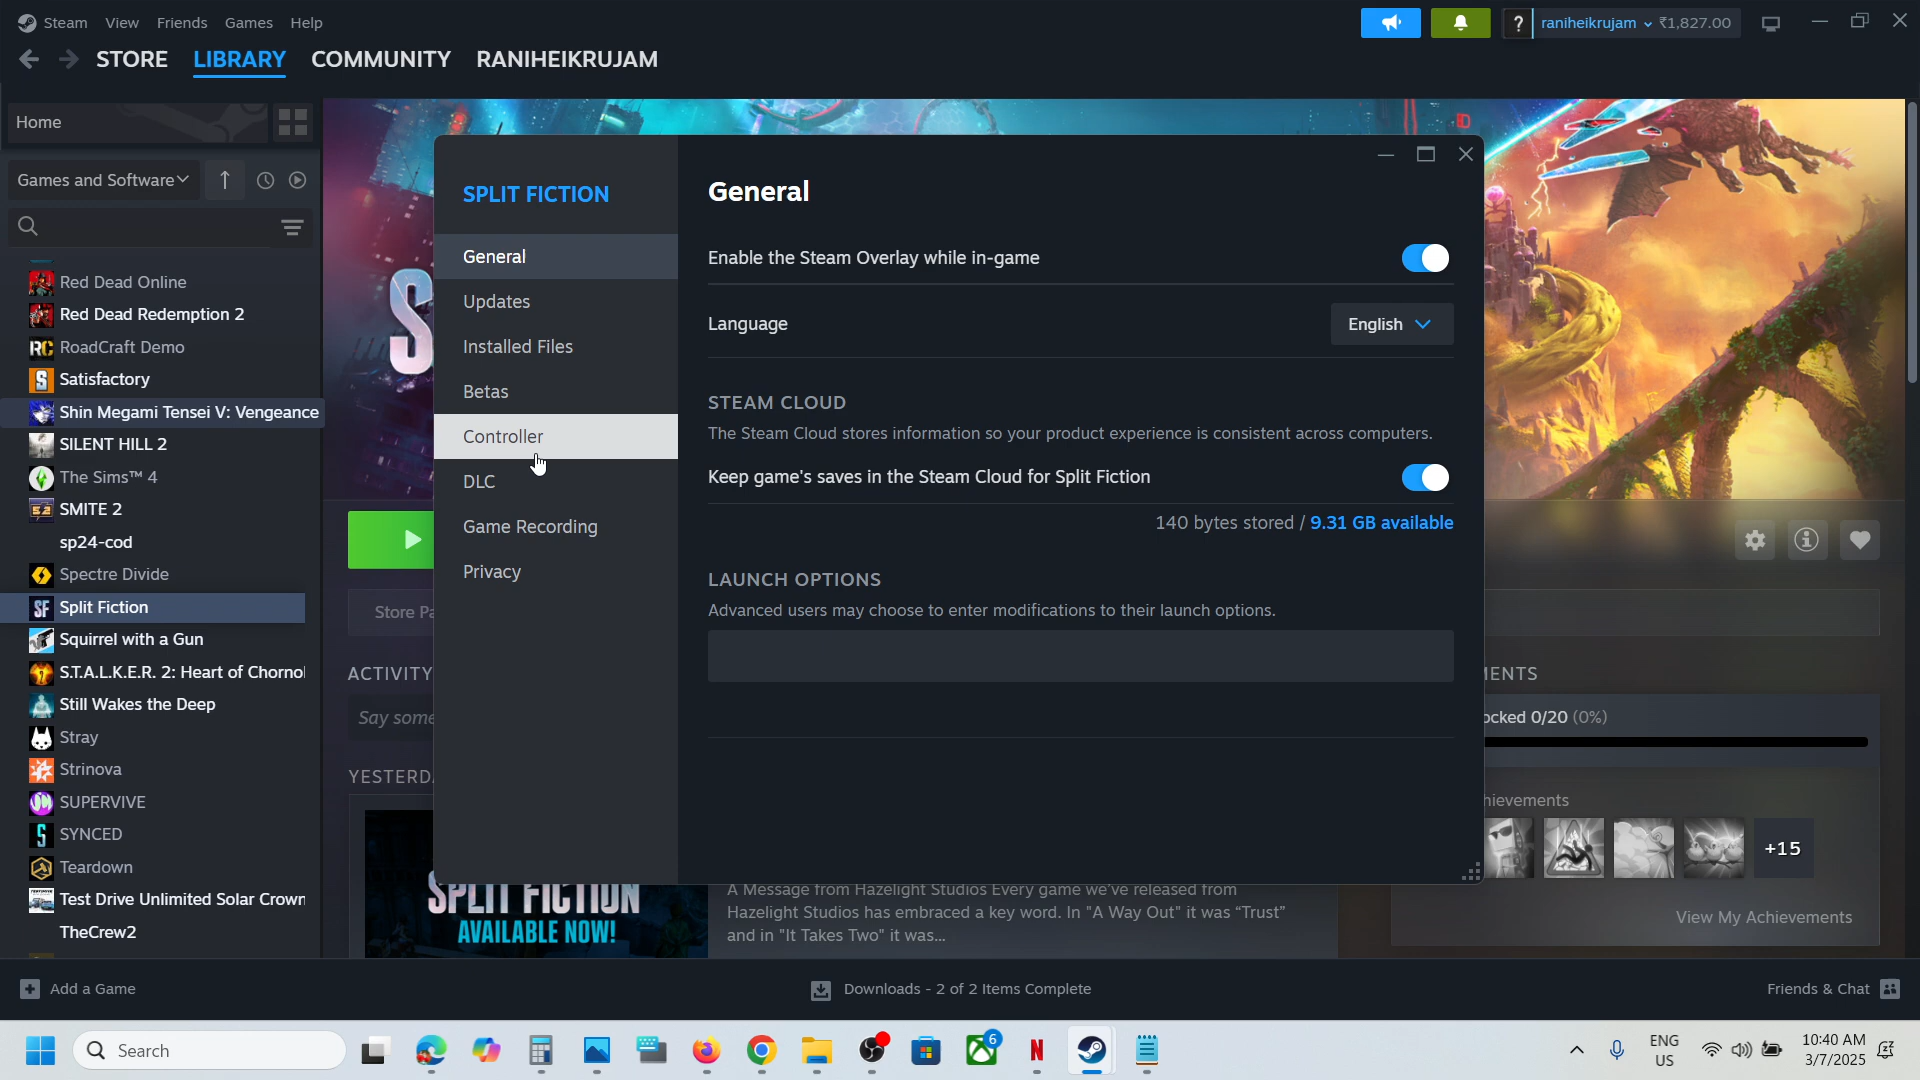 Steam View Friends Games Help
raniheikrujam ₹1,827.00
STORE LIBRARY COMMUNITY RANIHEIKRUJAM
Home
Games and Software
Red Dead Online
Red Dead Redemption 2
RoadCraft Demo
Satisfactory
Shin Megami Tensei V: Vengeance
SILENT HILL 2
The Sims™ 4
SMITE 2
sp24-cod
Spectre Divide
Split Fiction
Squirrel with a Gun
S.T.A.L.K.E.R. 2: Heart of Chornol
Still Wakes the Deep
Stray
Strinova
SUPERVIVE
SYNCED
Teardown
Test Drive Unlimited Solar Crown
TheCrew2
SPLIT FICTION
General
Updates
Installed Files
Betas
Controller
DLC
Game Recording
Privacy
General
Enable the Steam Overlay while in-game
Language
English
STEAM CLOUD
The Steam Cloud stores information so your product experience is consistent across computers.
Keep game's saves in the Steam Cloud for Split Fiction
140 bytes stored / 9.31 GB available
LAUNCH OPTIONS
Advanced users may choose to enter modifications to their launch options.
Store Pa
ACTIVITY
Say some
YESTERD
SPLIT FICTION
AVAILABLE NOW!
A Message from Hazelight Studios Every game we've released from
Hazelight Studios has embraced a key word. In "A Way Out" it was “Trust”
and in "It Takes Two" it was...
MENTS
ocked 0/20 (0%)
hievements
+15
View My Achievements
Add a Game
Downloads - 2 of 2 Items Complete
Friends & Chat
Search
6
ENG
US
10:40 AM
3/7/2025